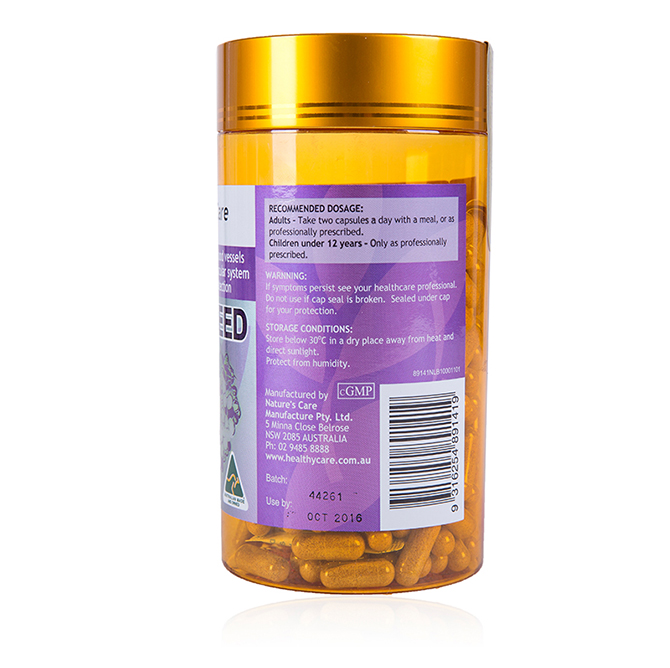 are
RECOMMENDED DOSAGE:
Adults - Take two capsules a day with a meal, or as
professionally prescribed.
Children under 12 years - Only as professionally
prescribed.
vessels
system
WARNING:
If symptoms persist see your healthcare professional.
Do not use if cap seal is broken. Sealed under cap
for your protection.
EED
STORAGE CONDITIONS:
Store below 30°C in a dry place away from heat and
direct sunlight.
Protect from humidity.
89141NLB10001101
Manufactured by
cGMP
Nature's Care
Manufacture Pty. Ltd.
5 Minna Close Belrose
NSW 2085 AUSTRALIA
Ph: 02 9485 8888
www.healthycare.com.au
Batch: 44261
Use by: OCT 2016
9 316254 891419
AUSTRALIAN MADE